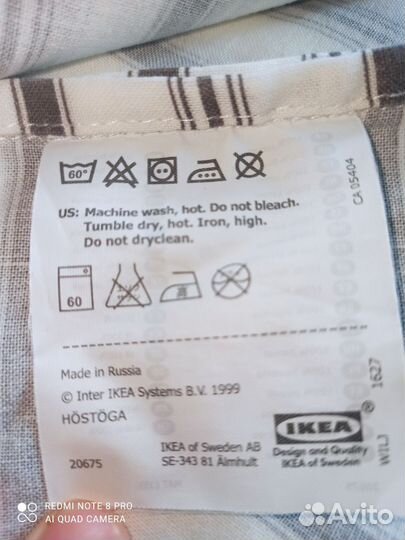 60°
US: Machine wash, hot. Do not bleach.
Tumble dry, hot. Iron, high.
Do not dryclean.
CA 05404
60
Made in Russia
© Inter IKEA Systems B.V. 1999
HÖSTÖGA
20675
IKEA of Sweden AB
SE-343 81 Älmhult
IKEA
®
Design and Quality
IKEA of Sweden
1627
REDMI NOTE 8 PRO
AI QUAD CAMERA
Avito